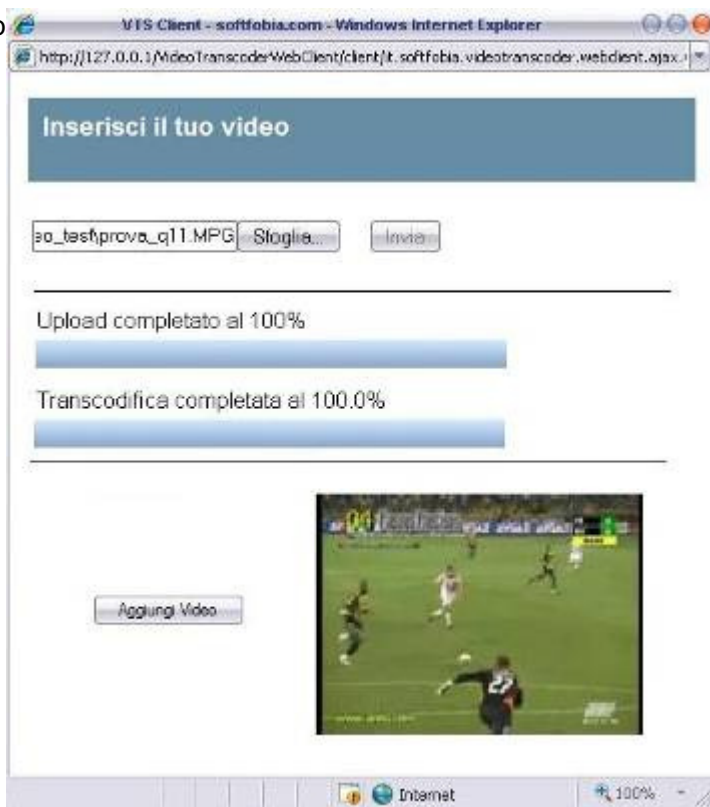 o
VTS Client - softfobia.com - Windows Internet Explorer
http://127.0.0.1/VideoTranscoderWebClient/client/it.softfobia.videotranscoder.webclient.ajax.
Inserisci il tuo video
eo_test\prova_q11.MPG Sfoglia... Invia
Upload completato al 100%
Transcodifica completata al 100.0%
Aggiungi Video
22
Internet 100%